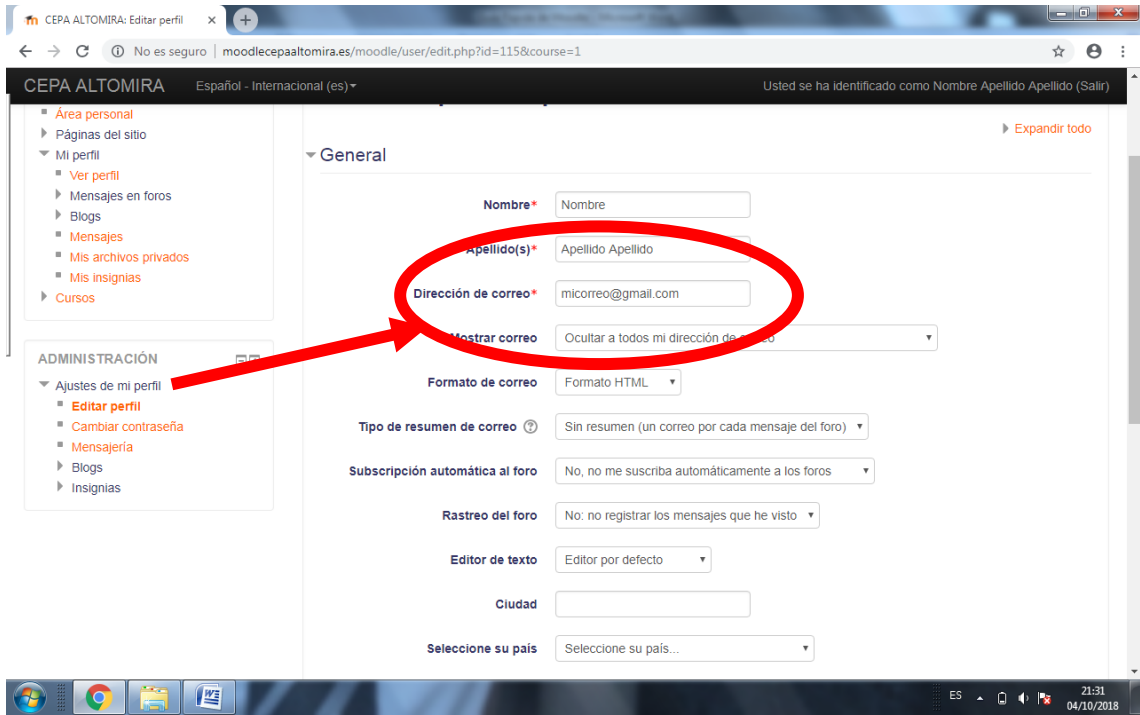 CEPA ALTOMIRA: Editar perfil
No es seguro | moodlecepaaltomira.es/moodle/user/edit.php?id=115&course=1
CEPA ALTOMIRA Español - Internacional (es) Usted se ha identificado como Nombre Apellido Apellido (Salir)
Área personal
Páginas del sitio
Mi perfil
Ver perfil
Mensajes en foros
Blogs
Mensajes
Mis archivos privados
Mis insignias
Cursos
ADMINISTRACIÓN
Ajustes de mi perfil
Editar perfil
Cambiar contraseña
Mensajería
Blogs
Insignias
Expandir todo
General
Nombre* Nombre
Apellido(s)* Apellido Apellido
Dirección de correo* micorreo@gmail.com
Mostrar correo Ocultar a todos mi dirección de correo
Formato de correo Formato HTML
Tipo de resumen de correo Sin resumen (un correo por cada mensaje del foro)
Subscripción automática al foro No, no me suscriba automáticamente a los foros
Rastreo del foro No: no registrar los mensajes que he visto
Editor de texto Editor por defecto
Ciudad
Seleccione su país Seleccione su país...
ES 21:31
04/10/2018